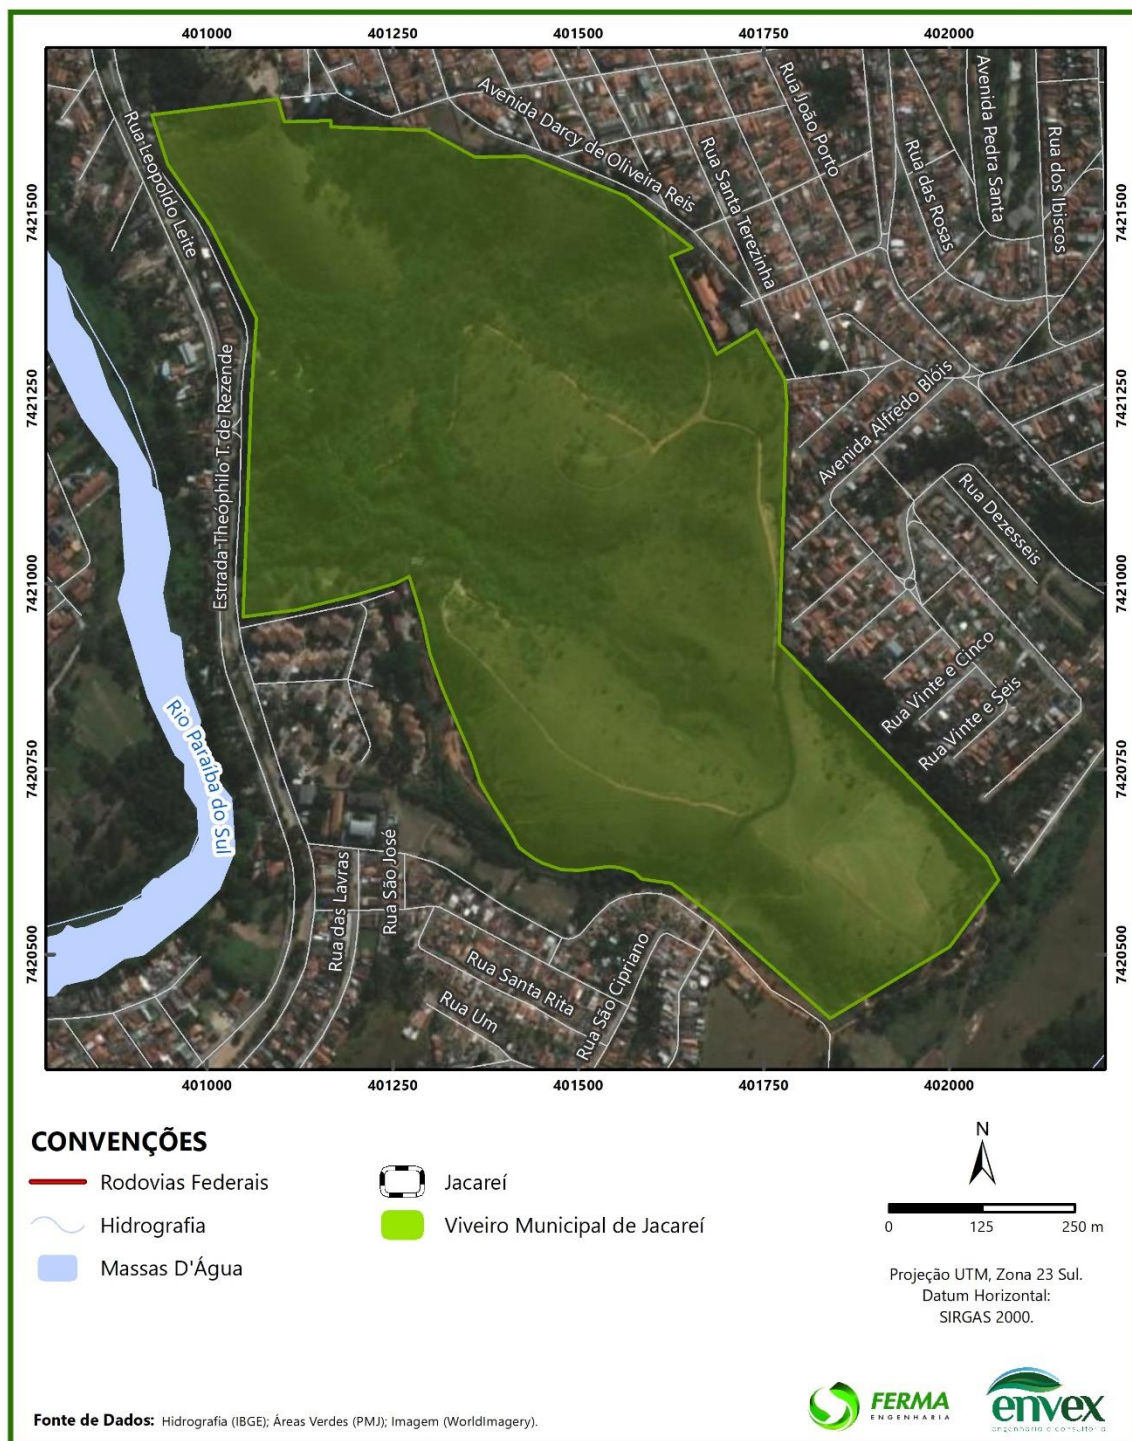 401000 401250 401500 401750 402000
Avenida Darcy de Oliveira Reis
Rua João Porto
Avenida Pedra Santa
Rua dos Ibiscos
Rua Leopoldo Leite
Rua Santa Terezinha
Rua das Rosas
7421500
7421500
Estrada Theóphilo T. de Rezende
7421250
7421250
Avenida Alfredo Blóis
Rua Dezesseis
7421000
7421000
Rua Vinte e Cinco
Rua Vinte e Seis
Rio Paraíba do Sul
7420750
7420750
Rua das Lavras
Rua São José
Rua Santa Rita
Rua São Cipriano
Rua Um
7420500
7420500
401000 401250 401500 401750 402000
CONVENÇÕES
Rodovias Federais
Hidrografia
Massas D'Água
Jacareí
Viveiro Municipal de Jacareí
N
0 125 250 m
Projeção UTM, Zona 23 Sul.
Datum Horizontal:
SIRGAS 2000.
Fonte de Dados: Hidrografia (IBGE); Áreas Verdes (PMJ); Imagem (WorldImagery).
FERMA
ENGENHARIA
envex
engenharia e consultoria